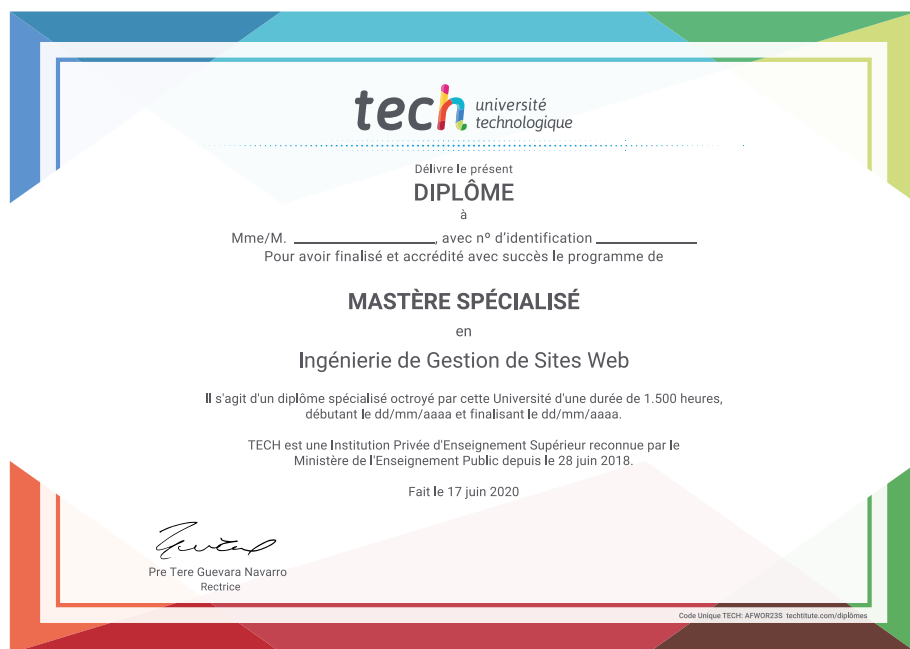 tech université
technologique
Délivre le présent
DIPLÔME
à
Mme/M. ____________, avec nº d'identification ____________
Pour avoir finalisé et accrédité avec succès le programme de
MASTÈRE SPÉCIALISÉ
en
Ingénierie de Gestion de Sites Web
Il s'agit d'un diplôme spécialisé octroyé par cette Université d'une durée de 1.500 heures,
débutant le dd/mm/aaaa et finalisant le dd/mm/aaaa.
TECH est une Institution Privée d'Enseignement Supérieur reconnue par le
Ministère de l'Enseignement Public depuis le 28 juin 2018.
Fait le 17 juin 2020
Pre Tere Guevara Navarro
Rectrice
Code Unique TECH: AFWOR23S techtitute.com/diplômes